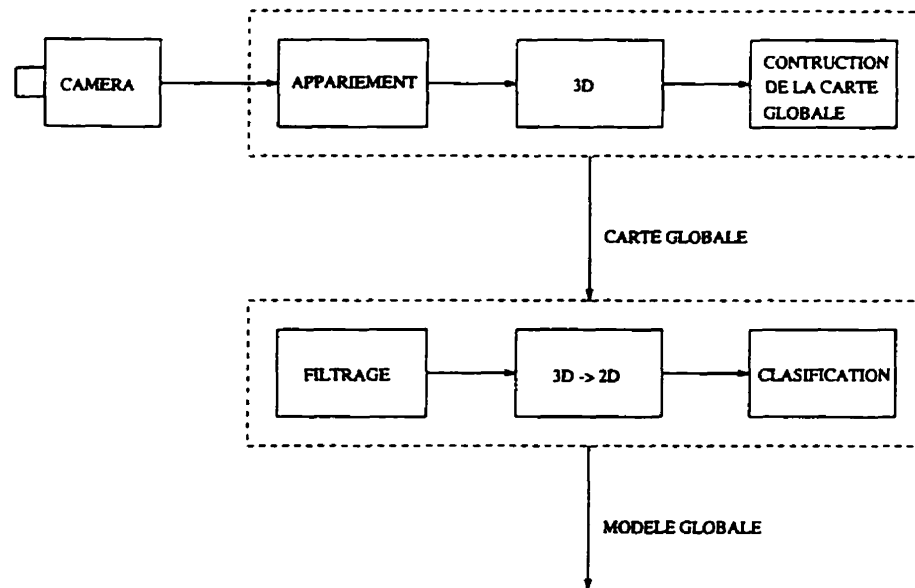 CAMERA
APPARIEMENT
3D
CONTRUCTION
DE LA CARTE
GLOBALE
CARTE GLOBALE
FILTRAGE
3D -> 2D
CLASIFICATION
MODELE GLOBALE